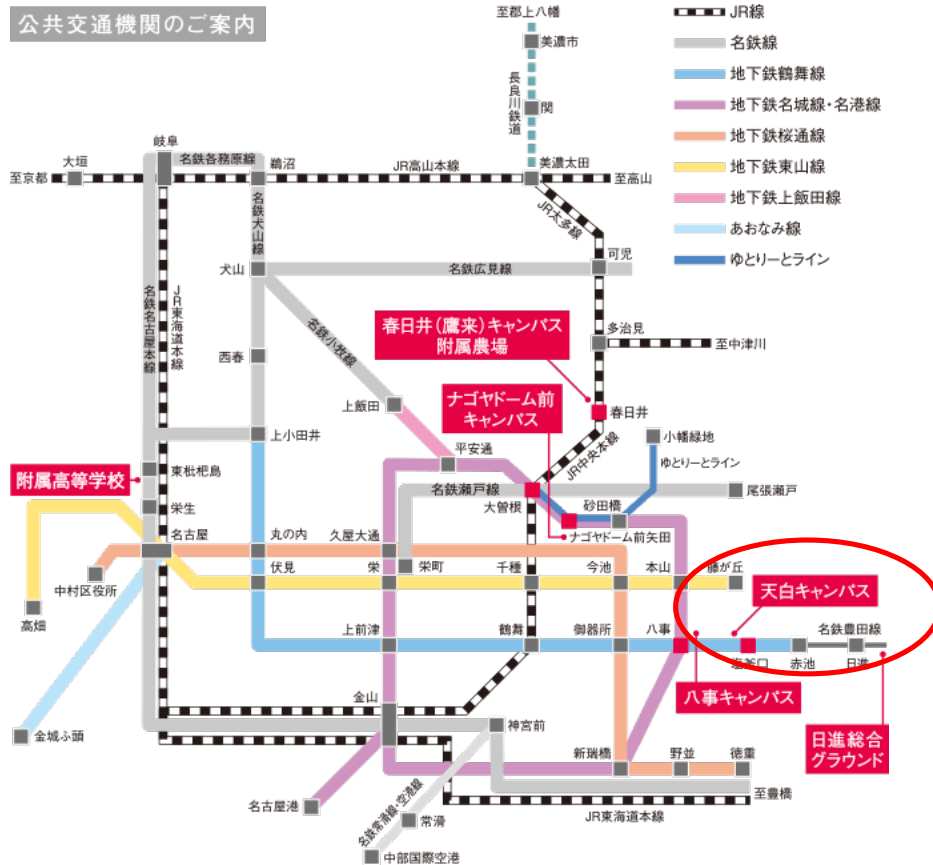 公共交通機関のご案内
至郡上八幡
美濃市
長良川鉄道
関
JR線
名鉄線
地下鉄鶴舞線
地下鉄名城線・名港線
地下鉄桜通線
地下鉄東山線
地下鉄上飯田線
あおなみ線
ゆとりーとライン
岐阜
大垣
至京都
名鉄各務原線
鵜沼
JR高山本線
美濃太田
至高山
JR太多線
名鉄犬山線
犬山
名鉄広見線
可児
名鉄名古屋本線
JR東海道本線
名鉄小牧線
春日井(鷹来)キャンパス
附属農場
多治見
至中津川
西春
上飯田
ナゴヤドーム前
キャンパス
春日井
JR中央本線
上小田井
平安通
小幡緑地
ゆとりーとライン
附属高等学校
東枇杷島
名鉄瀬戸線
大曽根
砂田橋
尾張瀬戸
栄生
ナゴヤドーム前矢田
名古屋
丸の内
久屋大通
中村区役所
伏見
栄
栄町
千種
今池
本山
藤が丘
高畑
天白キャンパス
上前津
鶴舞
御器所
八事
塩釜口
赤池
名鉄豊田線
日進
八事キャンパス
金山
神宮前
日進総合
グラウンド
金城ふ頭
新瑞橋
野並
徳重
名古屋港
名鉄常滑線・空港線
常滑
至豊橋
JR東海道本線
中部国際空港